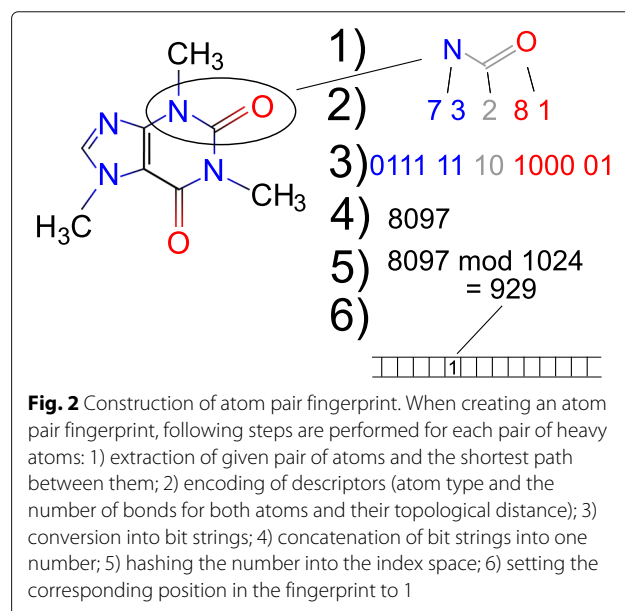 CH3
N
O
N
N
N
CH3
H3C
O
1)
N
O
2)
7 3 2 8 1
3) 0111 11 10 1000 01
4) 8097
5) 8097 mod 1024
= 929
6)
1
Fig. 2 Construction of atom pair fingerprint. When creating an atom
pair fingerprint, following steps are performed for each pair of heavy
atoms: 1) extraction of given pair of atoms and the shortest path
between them; 2) encoding of descriptors (atom type and the
number of bonds for both atoms and their topological distance); 3)
conversion into bit strings; 4) concatenation of bit strings into one
number; 5) hashing the number into the index space; 6) setting the
corresponding position in the fingerprint to 1